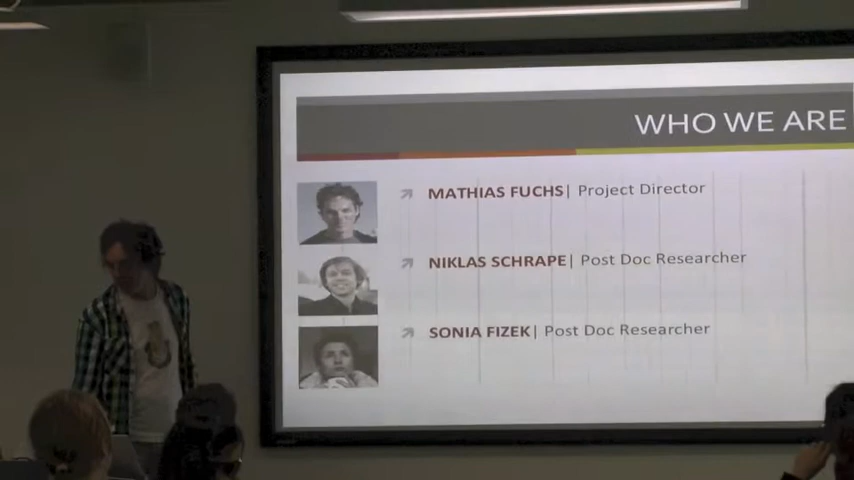 WHO WE ARE
MATHIAS FUCHS| Project Director
NIKLAS SCHRAPE| Post Doc Researcher
SONIA FIZEK| Post Doc Researcher